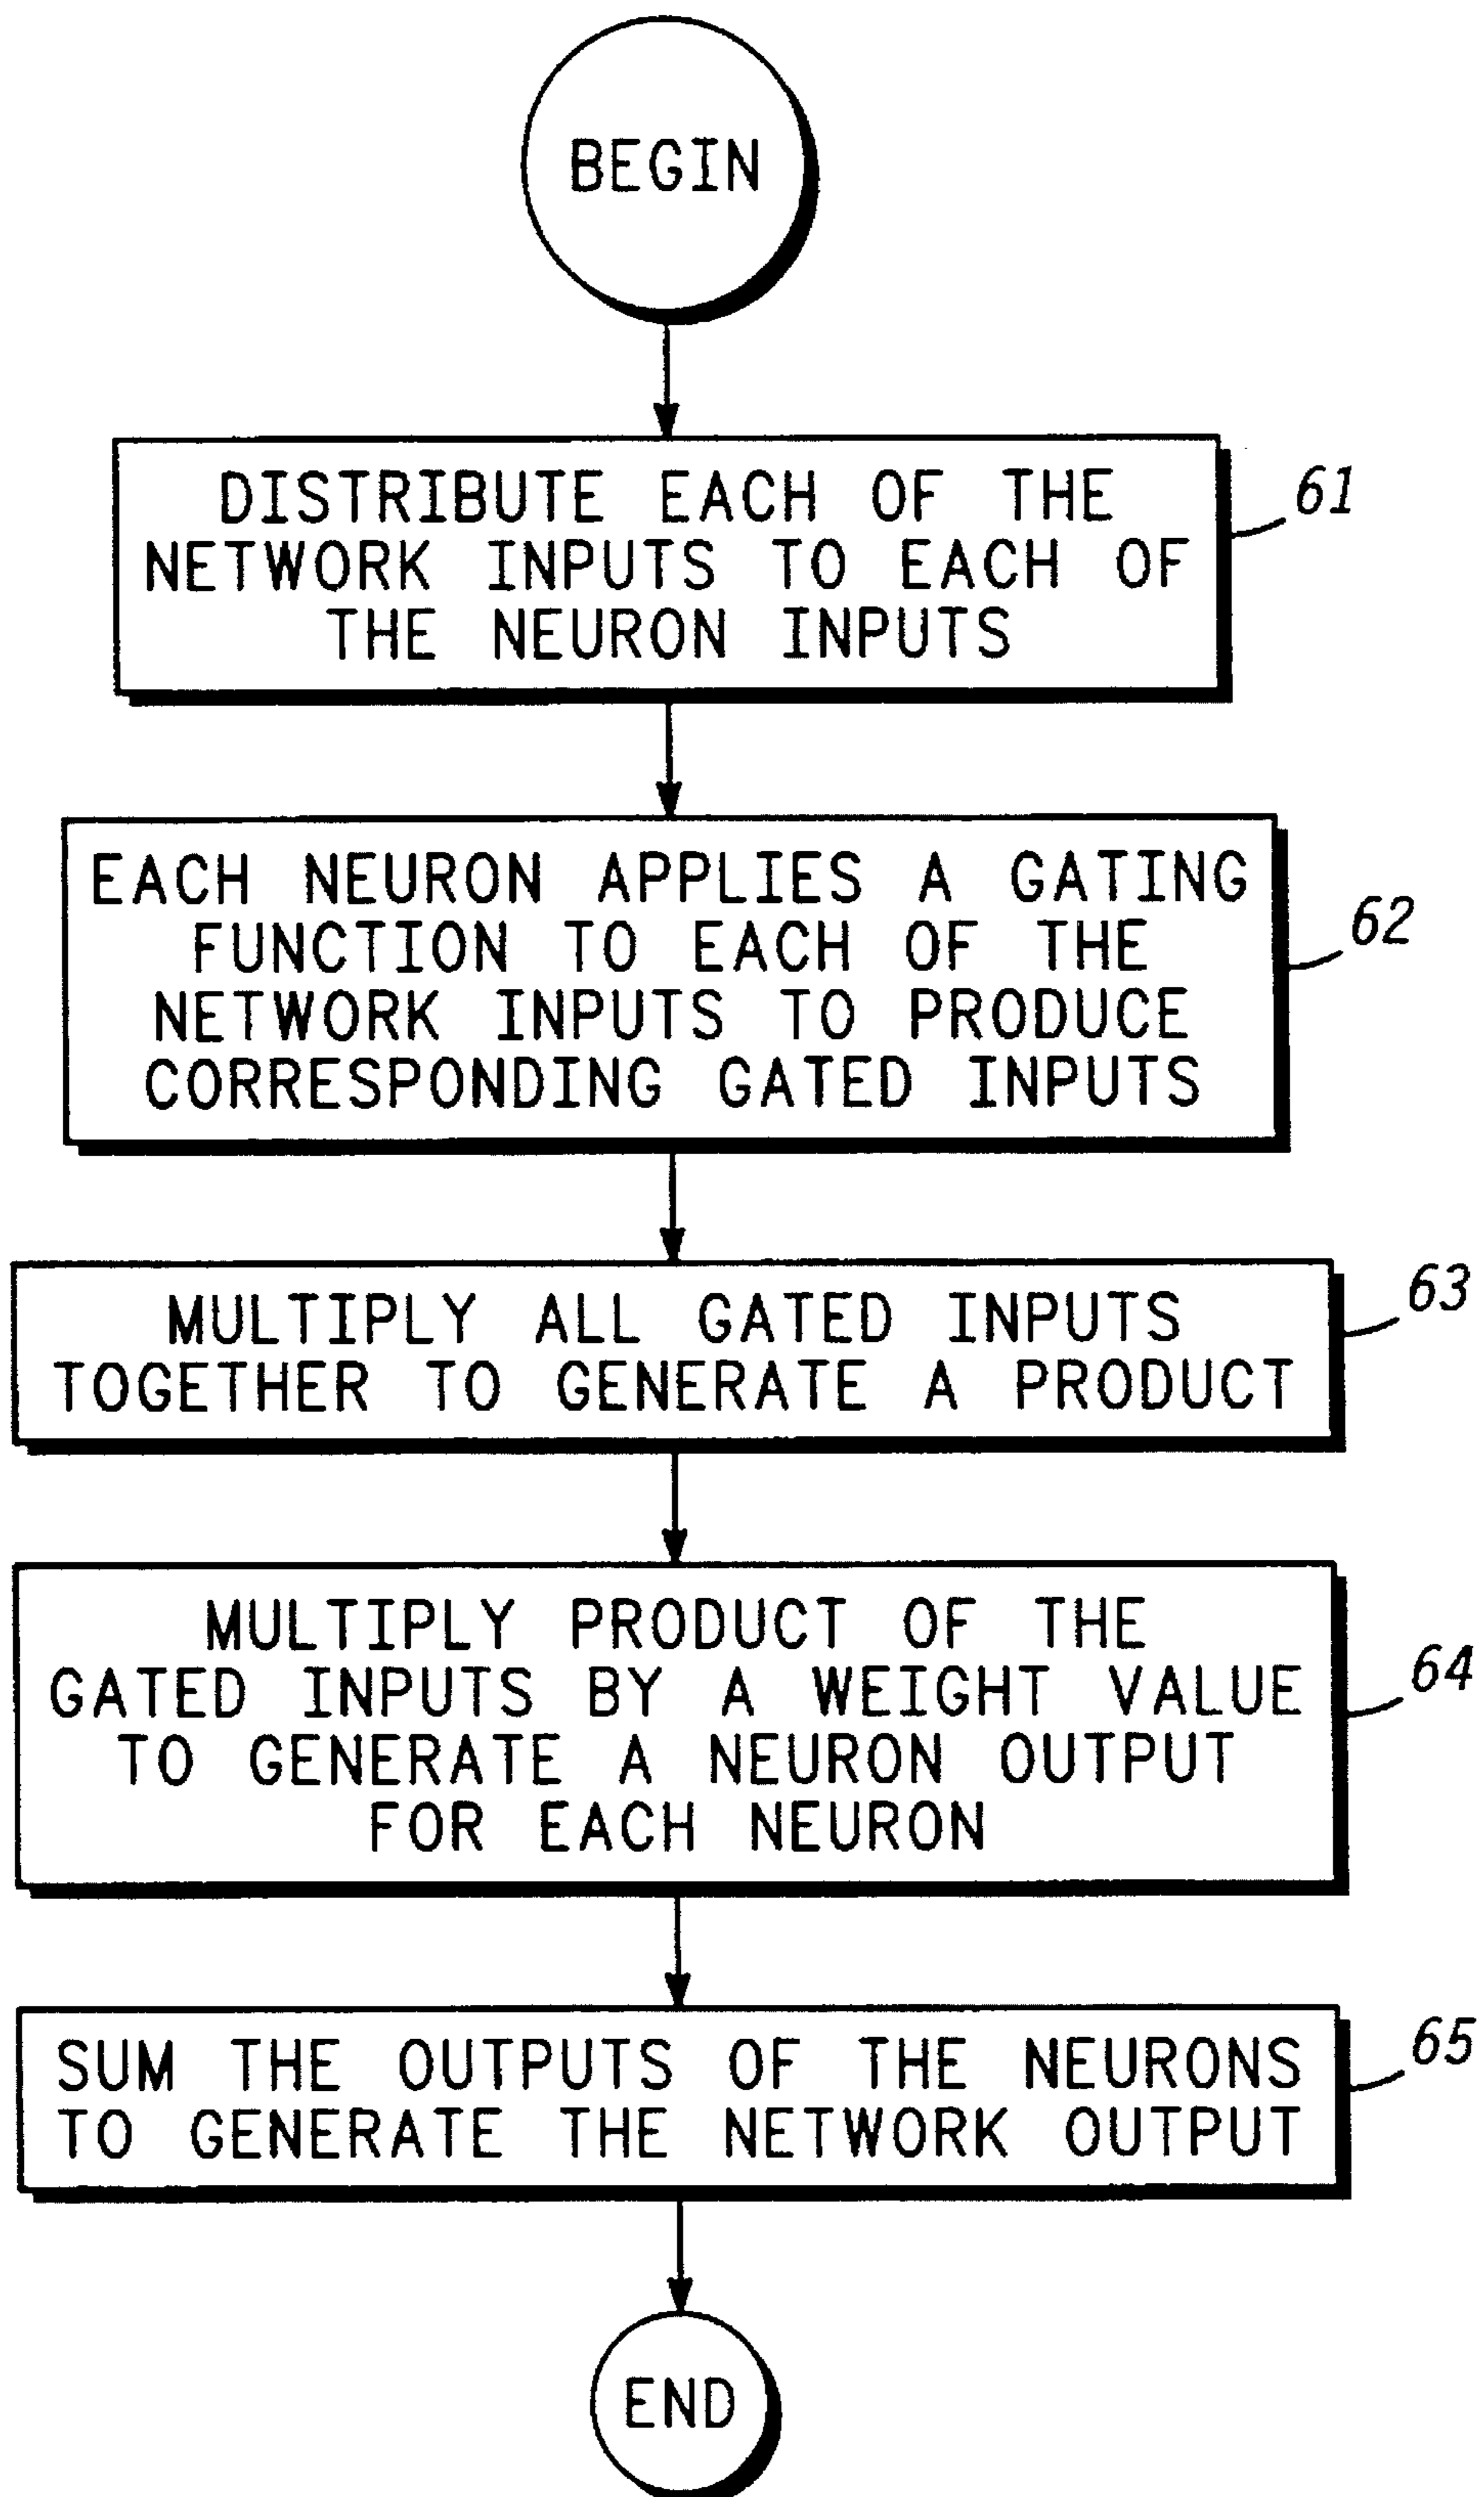 BEGIN
DISTRIBUTE EACH OF THE
NETWORK INPUTS TO EACH OF
THE NEURON INPUTS
61
EACH NEURON APPLIES A GATING
FUNCTION TO EACH OF THE
NETWORK INPUTS TO PRODUCE
CORRESPONDING GATED INPUTS
62
MULTIPLY ALL GATED INPUTS
TOGETHER TO GENERATE A PRODUCT
63
MULTIPLY PRODUCT OF THE
GATED INPUTS BY A WEIGHT VALUE
TO GENERATE A NEURON OUTPUT
FOR EACH NEURON
64
SUM THE OUTPUTS OF THE NEURONS
TO GENERATE THE NETWORK OUTPUT
65
END